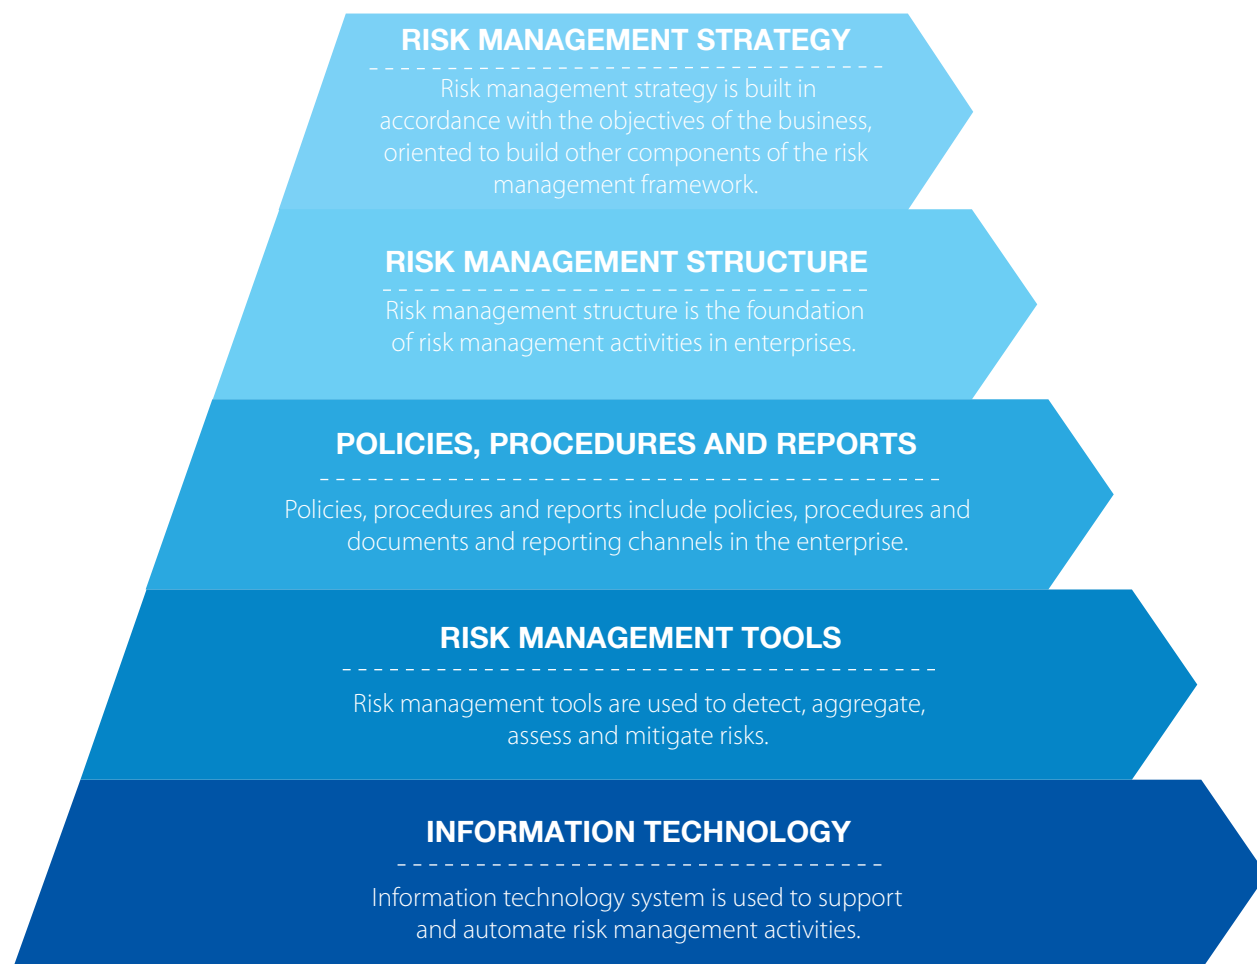 RISK MANAGEMENT STRATEGY
Risk management strategy is built in
accordance with the objectives of the business,
oriented to build other components of the risk
management framework.
RISK MANAGEMENT STRUCTURE
Risk management structure is the foundation
of risk management activities in enterprises.
POLICIES, PROCEDURES AND REPORTS
Policies, procedures and reports include policies, procedures and
documents and reporting channels in the enterprise.
RISK MANAGEMENT TOOLS
Risk management tools are used to detect, aggregate,
assess and mitigate risks.
INFORMATION TECHNOLOGY
Information technology system is used to support
and automate risk management activities.